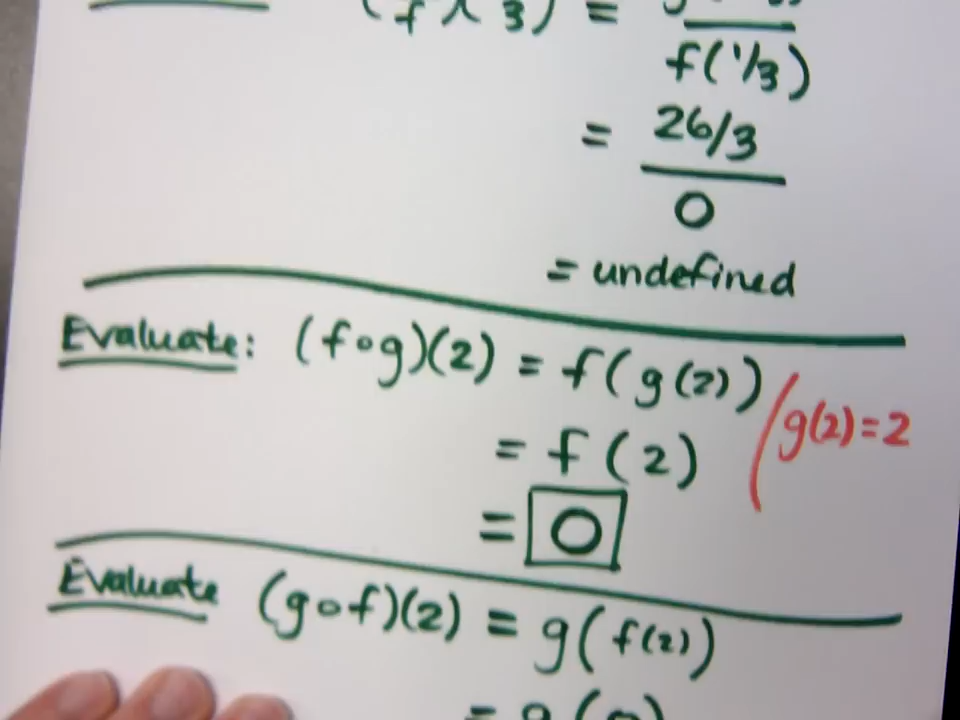 f(1/3)
= 26/3
0
= undefined
Evaluate: (f∘g)(2) = f(g(2))
g(2)=2
= f(2)
= 0
Evaluate (g∘f)(2) = g(f(2))